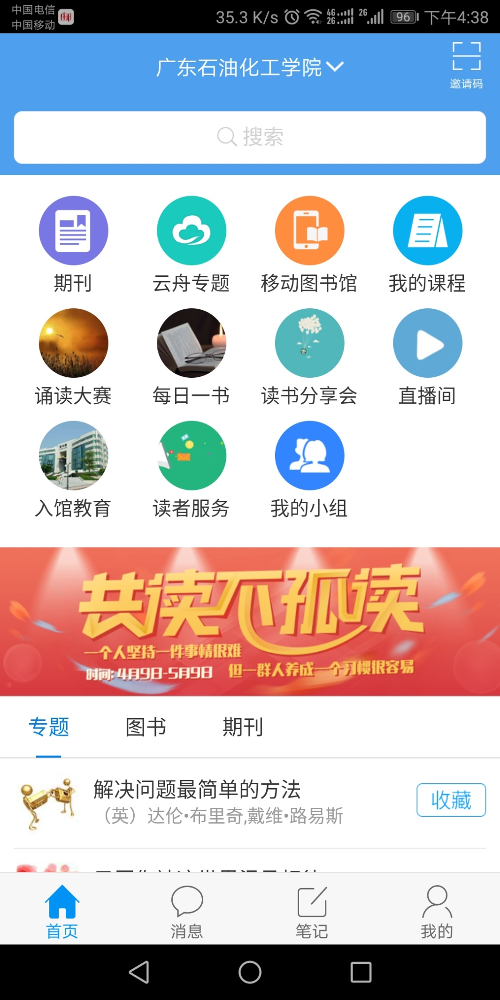 中国电信
中国移动
35.3 K/s 4G 2G 2G 96 下午4:38
广东石油化工学院
邀请码
搜索
期刊 云舟专题 移动图书馆 我的课程
诵读大赛 每日一书 读书分享会 直播间
入馆教育 读者服务 我的小组
共读不孤读
一个人坚持一件事情很难
时间: 4月9日-5月9日 但一群人养成一个习惯很容易
专题 图书 期刊
解决问题最简单的方法
收藏
（英）达伦•布里奇,戴维•路易斯
首页 消息 笔记 我的